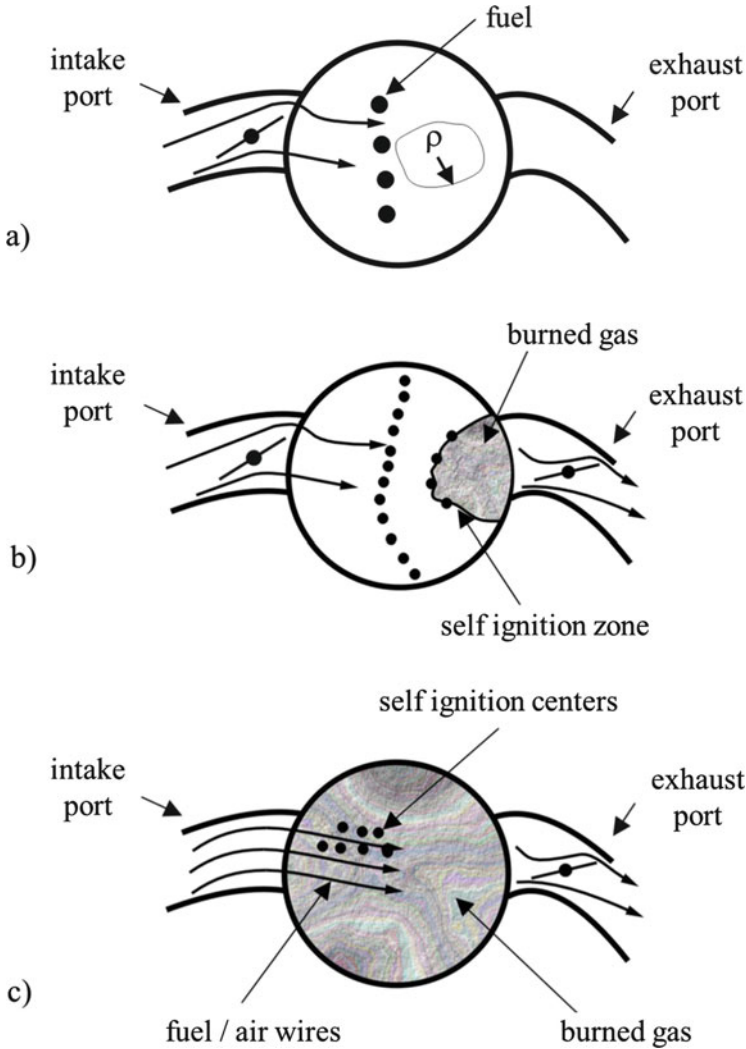 fuel
intake
port
exhaust
port
ρ
a)
burned gas
intake
port
exhaust
port
b)
self ignition zone
self ignition centers
intake
port
exhaust
port
c)
fuel / air wires
burned gas